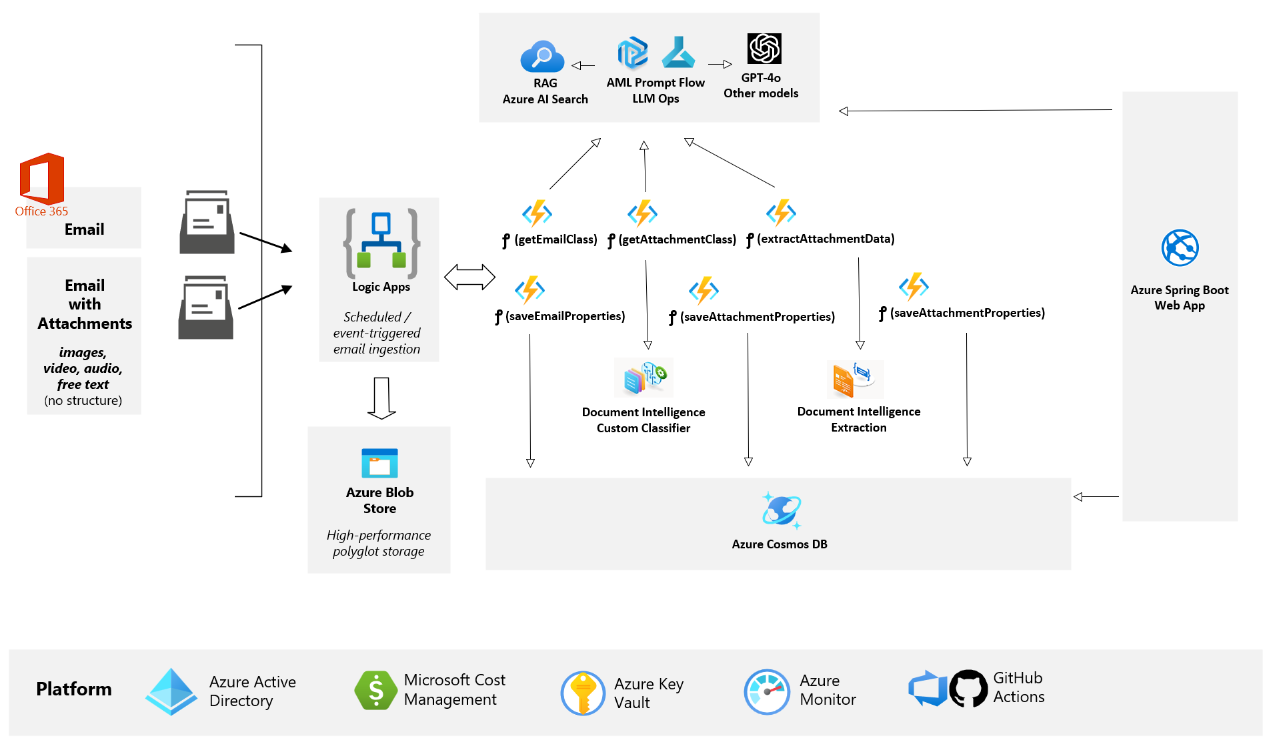 RAG
Azure AI Search
AML Prompt Flow
LLM Ops
GPT-4o
Other models
Office 365
Email
Email
with
Attachments
images,
video, audio,
free text
(no structure)
Logic Apps
Scheduled /
event-triggered
email ingestion
Azure Blob
Store
High-performance
polyglot storage
ƒ (getEmailClass)
ƒ (getAttachmentClass)
ƒ (extractAttachmentData)
ƒ (saveEmailProperties)
ƒ (saveAttachmentProperties)
ƒ (saveAttachmentProperties)
Document Intelligence
Custom Classifier
Document Intelligence
Extraction
Azure Cosmos DB
Azure Spring Boot
Web App
Platform
Azure Active
Directory
Microsoft Cost
Management
Azure Key
Vault
Azure
Monitor
GitHub
Actions